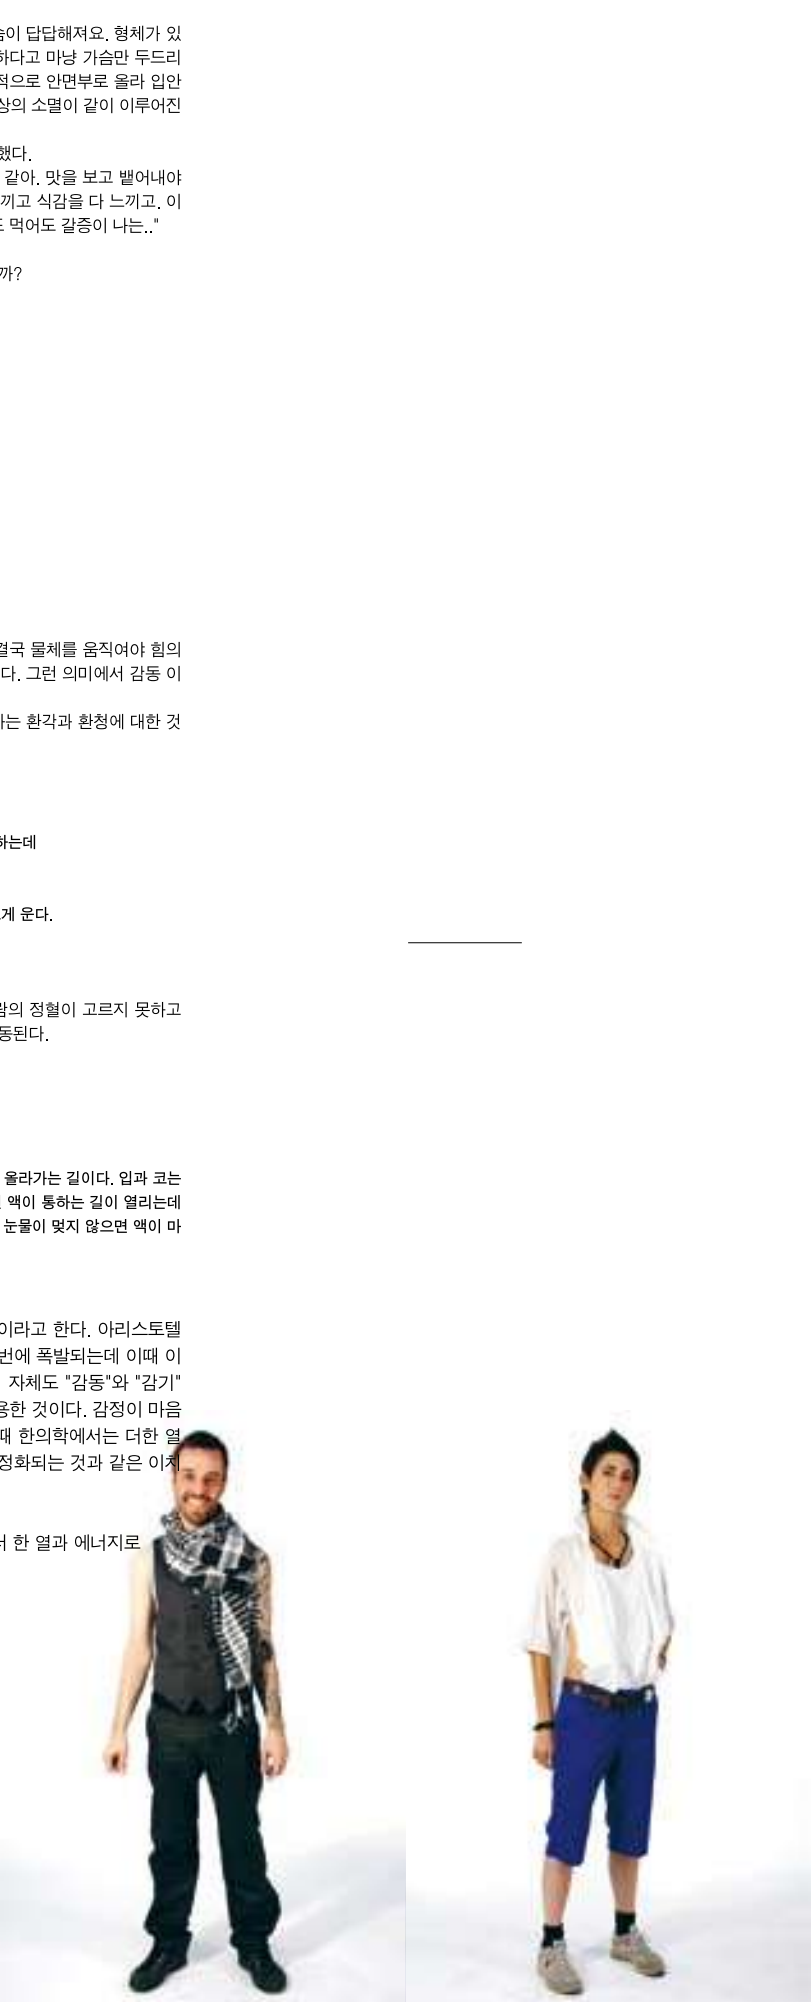 이 답답해져요. 형체가 있
하다고 마냥 가슴만 두드리
적으로 안면부로 올라 입안
상의 소멸이 같이 이루어진
했다.
같아. 맛을 보고 뱉어내야
끼고 식감을 다 느끼고. 이
먹어도 갈증이 나는.."
까?
결국 물체를 움직여야 힘의
다. 그런 의미에서 감동 이
하는 환각과 환청에 대한 것
하는데
게 운다.
람의 정혈이 고르지 못하고
동된다.
올라가는 길이다. 입과 코는
액이 통하는 길이 열리는데
눈물이 멎지 않으면 액이 마
이라고 한다. 아리스토텔
번에 폭발되는데 이때 이
자체도 "감동"와 "감기"
용한 것이다. 감정이 마음
때 한의학에서는 더한 열
정화되는 것과 같은 이치
한 열과 에너지로